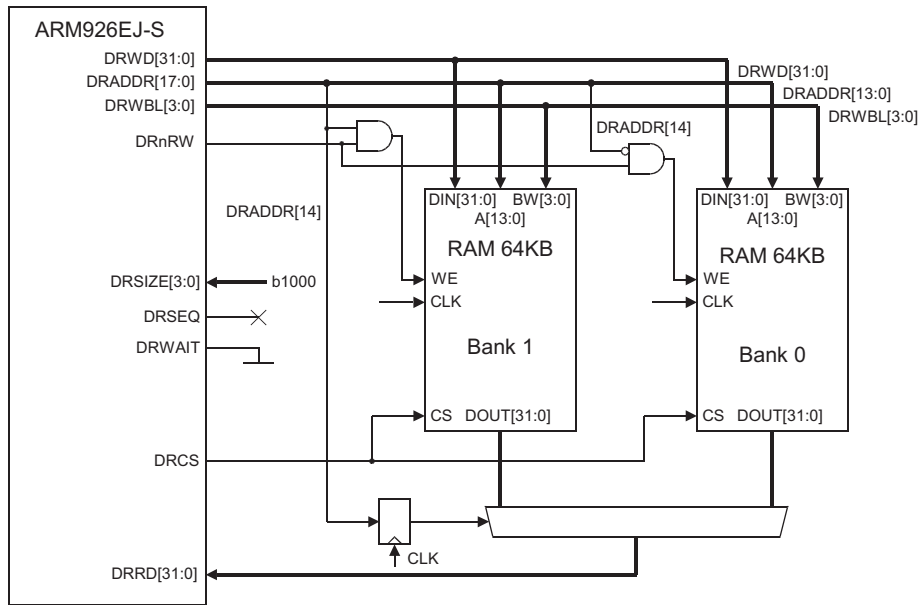 ARM926EJ-S
DRWD[31:0]
DRADDR[17:0]
DRWBL[3:0]
DRnRW
DRWD[31:0]
DRADDR[13:0]
DRWBL[3:0]
DRADDR[14]
DRADDR[14]
DIN[31:0] BW[3:0]
A[13:0]
RAM 64KB
WE
CLK
Bank 1
CS DOUT[31:0]
DIN[31:0] BW[3:0]
A[13:0]
RAM 64KB
WE
CLK
Bank 0
CS DOUT[31:0]
DRSIZE[3:0]
b1000
DRSEQ
DRWAIT
DRCS
CLK
DRRD[31:0]